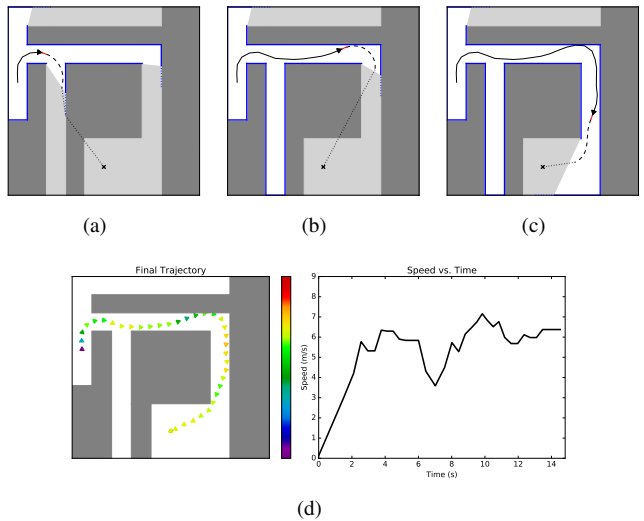 (a)
(b)
(c)
Final Trajectory
Speed vs. Time
9
8
7
6
5
4
3
2
1
0
Speed (m/s)
0 2 4 6 8 10 12 14
Time (s)
(d)